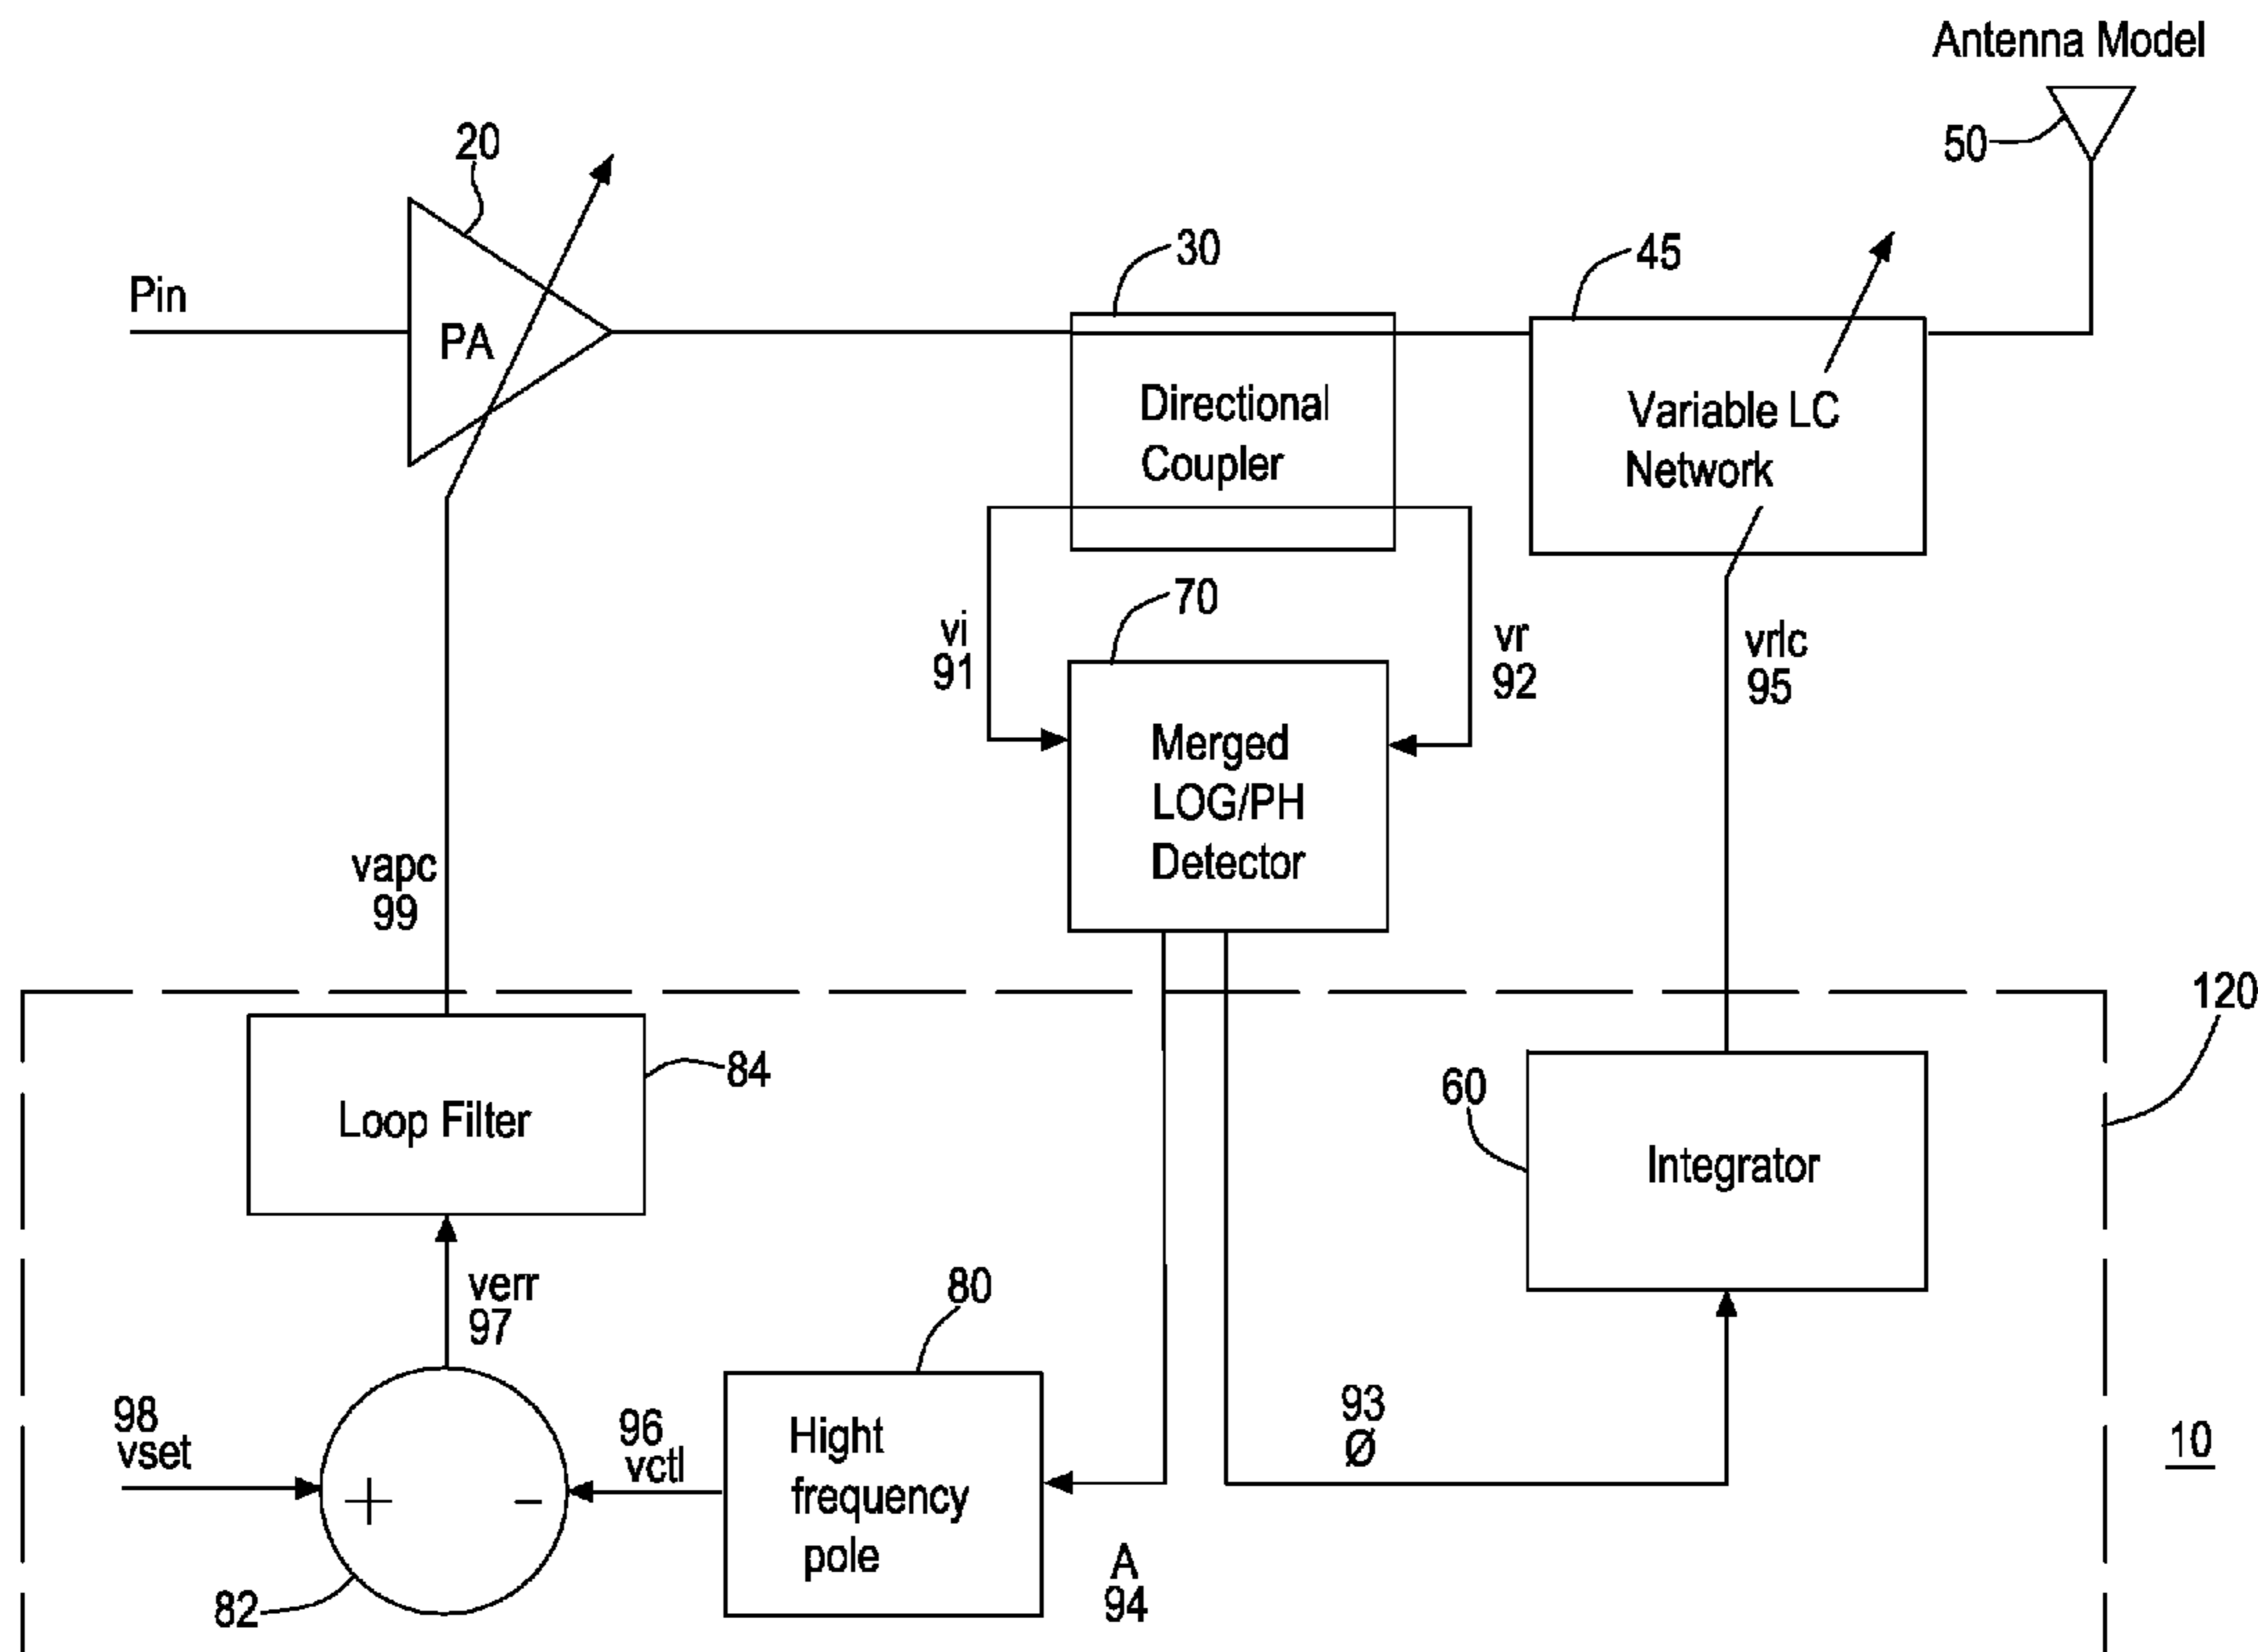 Antenna Model
50
20
30
45
Pin
PA
Directional
Coupler
Variable LC
Network
70
vi
91
vr
92
vrlc
95
Merged
LOG/PH
Detector
vapc
99
120
84
Loop Filter
60
Integrator
verr
97
80
98
vset
96
vctl
Hight
frequency
pole
93
Ø
10
+
-
A
94
82